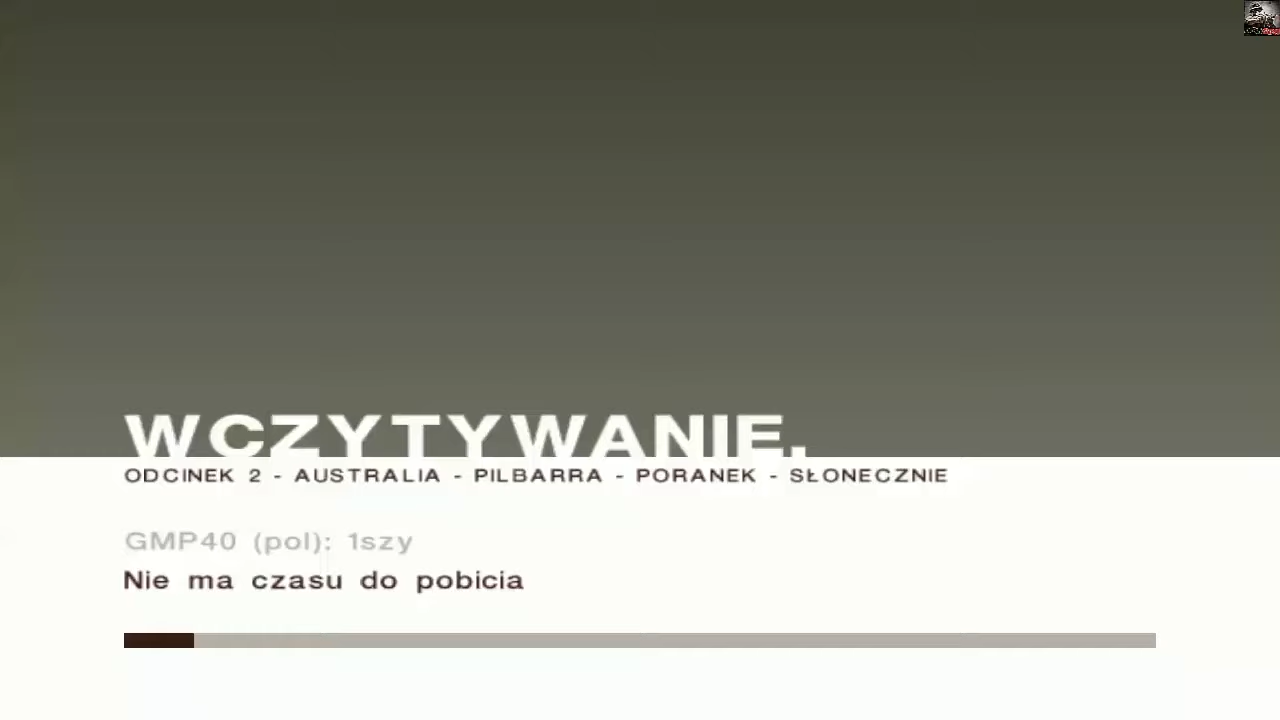 WCZYTYWANIE.
ODCINEK 2 - AUSTRALIA - PILBARRA - PORANEK - SŁONECZNIE
GMP40 (pol): 1szy
Nie ma czasu do pobicia